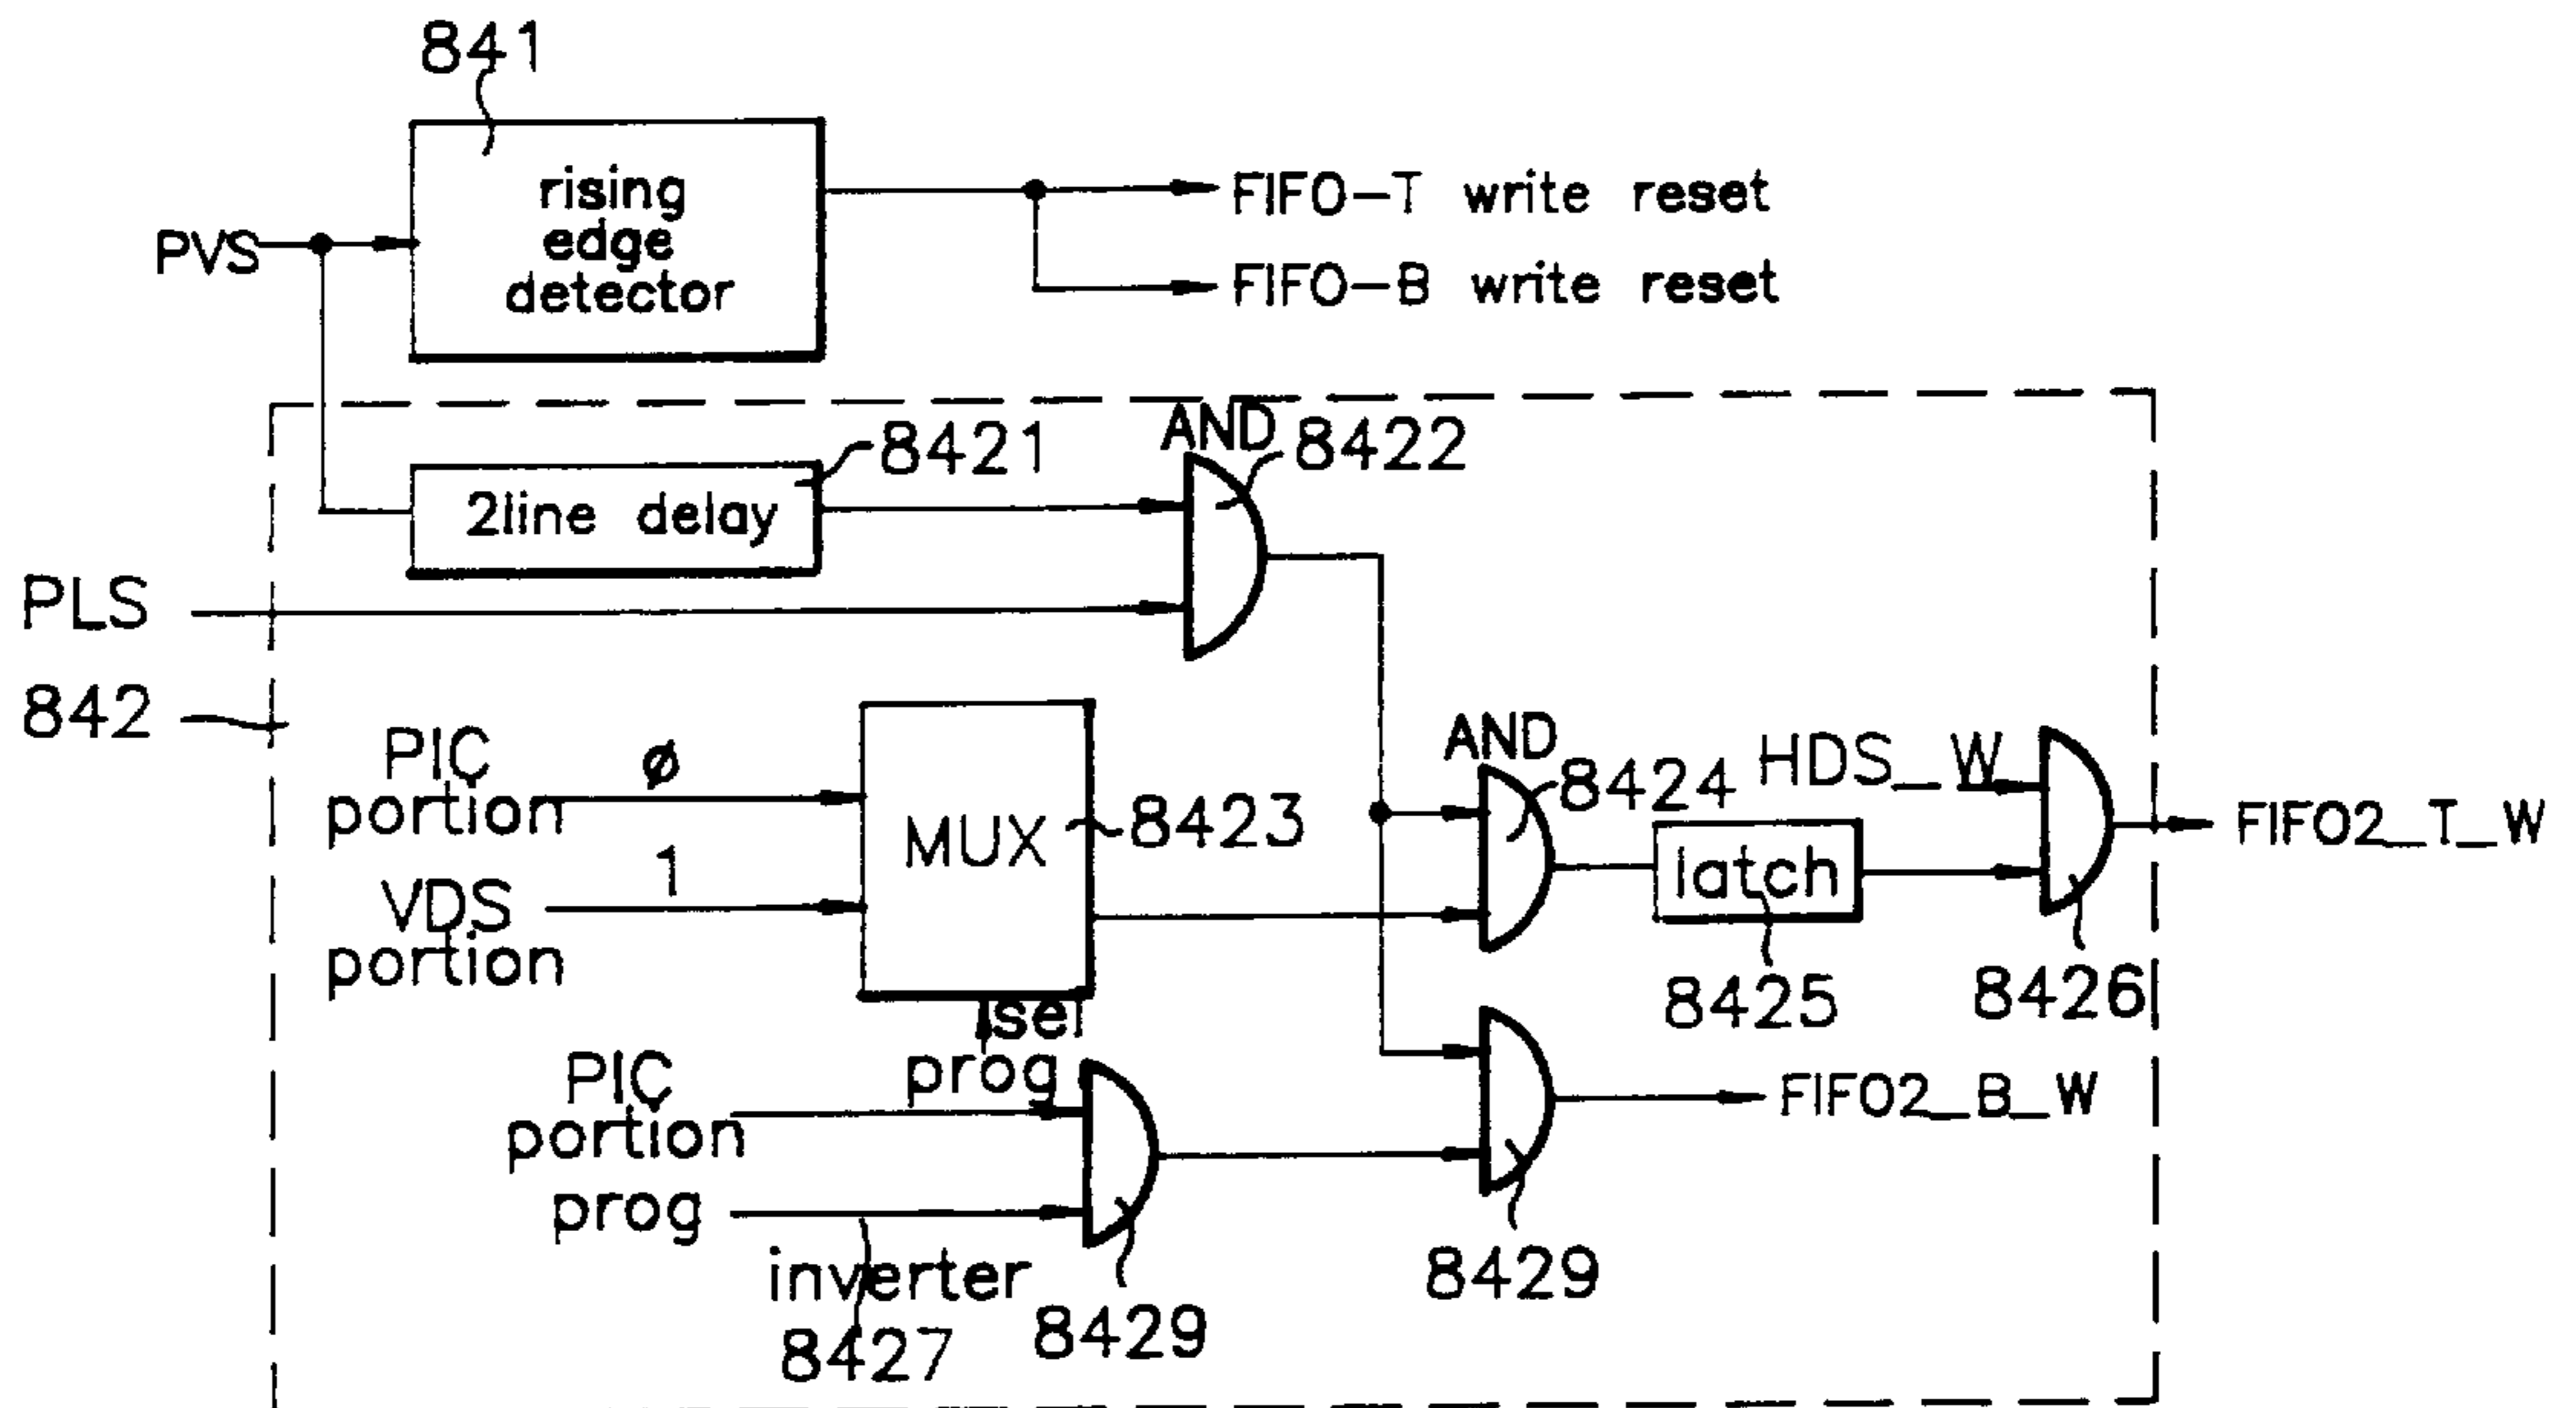 841
rising
edge
detector
PVS
FIFO-T write reset
FIFO-B write reset
AND
8421
8422
2line delay
PLS
842
PIC
portion
ø
VDS
portion
1
MUX
8423
sel
prog
AND
8424
HDS_W
latch
8425
8426
FIFO2_T_W
PIC
portion
prog
inverter
8427
8429
8429
FIFO2_B_W